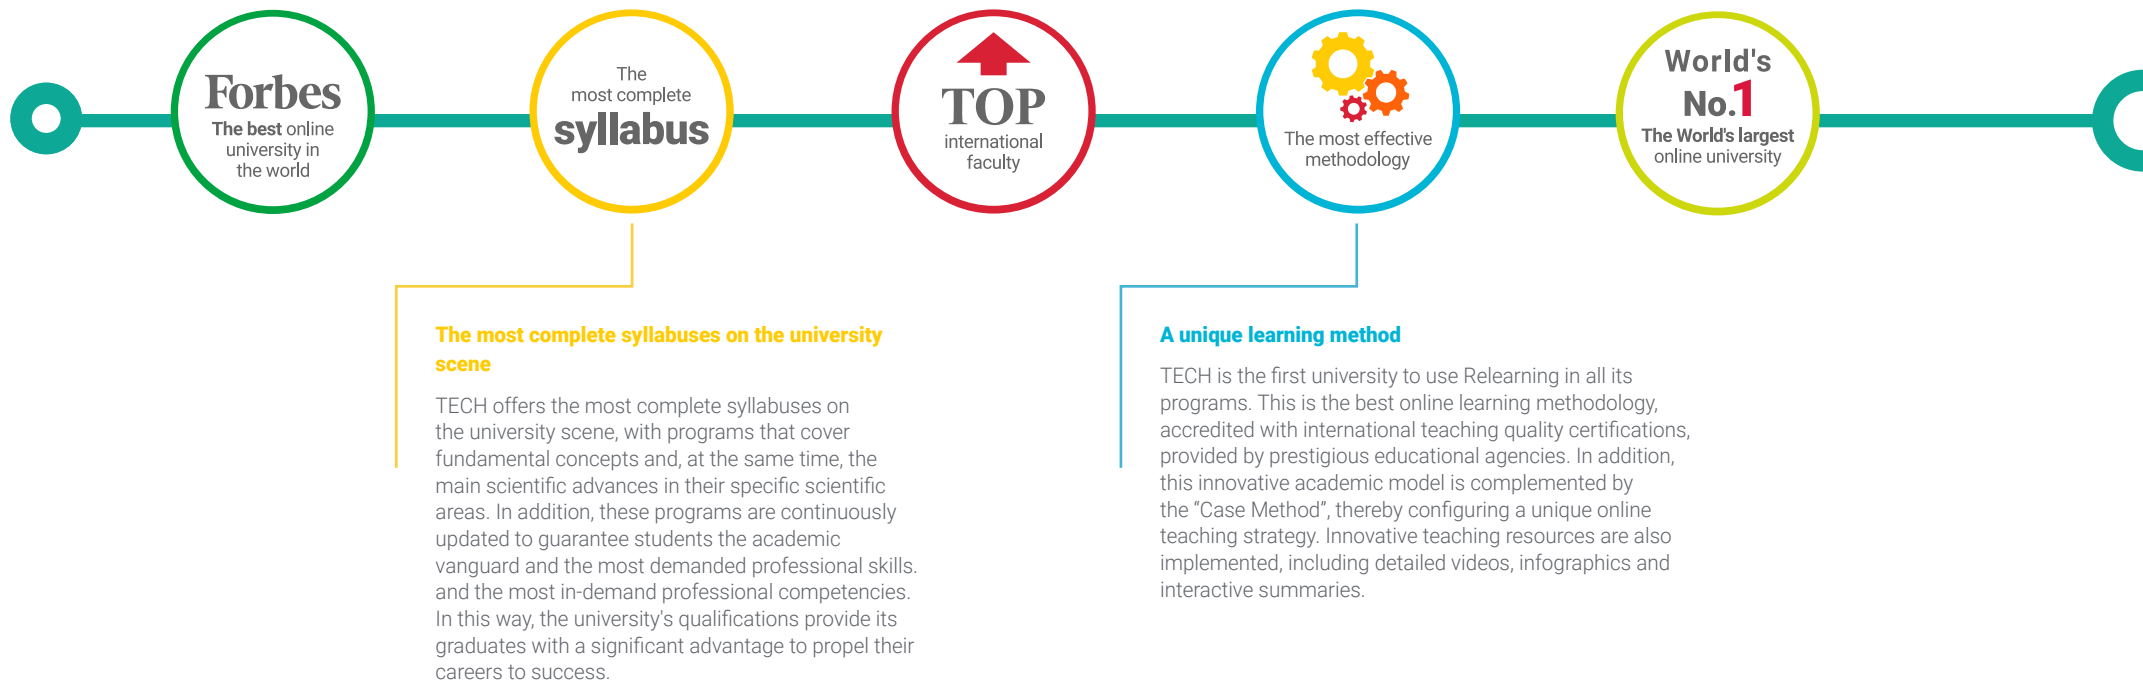 Forbes
The best online
university in
the world
The
most complete
syllabus
TOP
international
faculty
The most effective
methodology
World's
No.1
The World's largest
online university
The most complete syllabuses on the university
scene
TECH offers the most complete syllabuses on
the university scene, with programs that cover
fundamental concepts and, at the same time, the
main scientific advances in their specific scientific
areas. In addition, these programs are continuously
updated to guarantee students the academic
vanguard and the most demanded professional skills.
and the most in-demand professional competencies.
In this way, the university's qualifications provide its
graduates with a significant advantage to propel their
careers to success.
A unique learning method
TECH is the first university to use Relearning in all its
programs. This is the best online learning methodology,
accredited with international teaching quality certifications,
provided by prestigious educational agencies. In addition,
this innovative academic model is complemented by
the “Case Method”, thereby configuring a unique online
teaching strategy. Innovative teaching resources are also
implemented, including detailed videos, infographics and
interactive summaries.